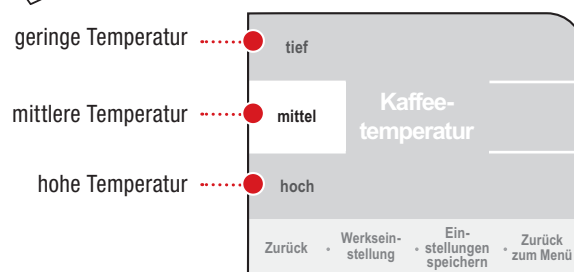 geringe Temperatur
tief
mittlere Temperatur
mittel
Kaffee-
temperatur
hohe Temperatur
hoch
Zurück
Werksein-
stellung
Ein-
stellungen
speichern
Zurück
zum Menü